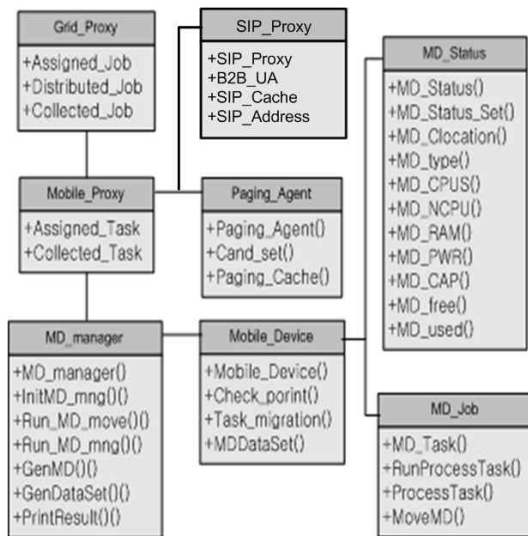 Grid_Proxy
+Assigned_Job
+Distributed_Job
+Collected_Job
SIP_Proxy
+SIP_Proxy
+B2B_UA
+SIP_Cache
+SIP_Address
MD_Status
+MD_Status()
+MD_Status_Set()
+MD_Clocation()
+MD_type()
+MD_CPUS()
+MD_NCPU()
+MD_RAM()
+MD_PWR()
+MD_CAP()
+MD_free()
+MD_used()
Mobile_Proxy
+Assigned_Task
+Collected_Task
Paging_Agent
+Paging_Agent()
+Cand_set()
+Paging_Cache()
MD_manager
+MD_manager()
+InitMD_mng()
+Run_MD_move()
+Run_MD_mng()()
+GenMD()()
+GenDataSet()()
+PrintResult()()
Mobile_Device
+Mobile_Device()
+Check_porint()
+Task_migration()
+MDDataSet()
MD_Job
+MD_Task()
+RunProcessTask()
+ProcessTask()
+MoveMD()